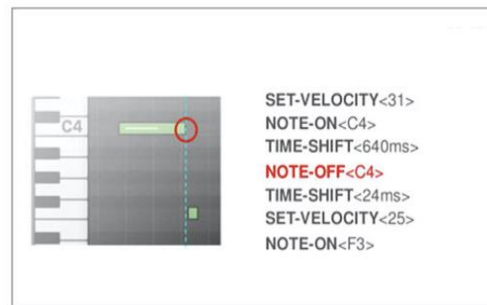 C4
SET-VELOCITY<31>
NOTE-ON<C4>
TIME-SHIFT<640ms>
NOTE-OFF<C4>
TIME-SHIFT<24ms>
SET-VELOCITY<25>
NOTE-ON<F3>